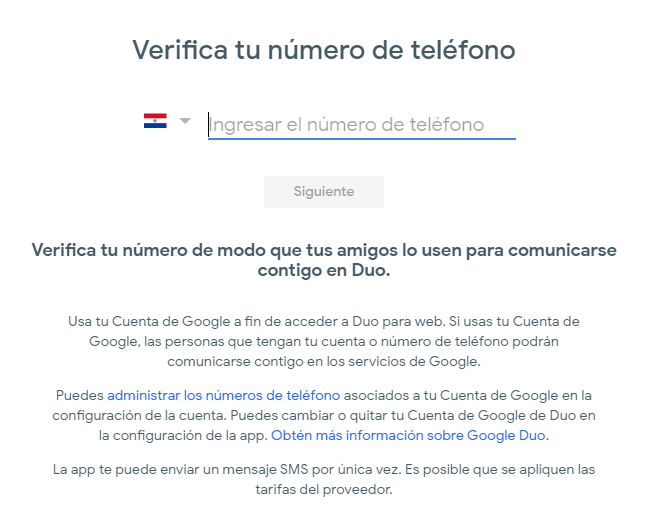 Verifica tu número de teléfono
Ingresar el número de teléfono
Siguiente
Verifica tu número de modo que tus amigos lo usen para comunicarse
contigo en Duo.
Usa tu Cuenta de Google a fin de acceder a Duo para web. Si usas tu Cuenta de
Google, las personas que tengan tu cuenta o número de teléfono podrán
comunicarse contigo en los servicios de Google.
Puedes administrar los números de teléfono asociados a tu Cuenta de Google en la
configuración de la cuenta. Puedes cambiar o quitar tu Cuenta de Google de Duo en
la configuración de la app. Obtén más información sobre Google Duo.
La app te puede enviar un mensaje SMS por única vez. Es posible que se apliquen las
tarifas del proveedor.